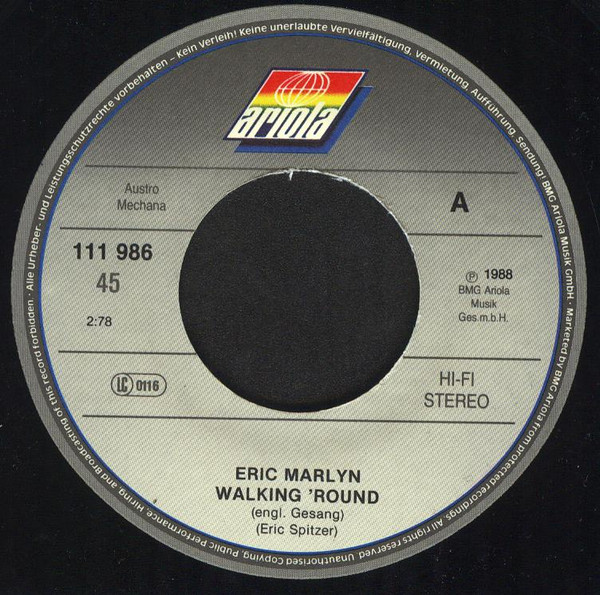 Alle Urheber- und Leistungsschutzrechte vorbehalten – Kein Verleih! Keine unerlaubte Vervielfältigung, Vermietung, Aufführung, Sendung! BMG Ariola Musik GmbH · Marketed by BMG Ariola from protected recordings. All rights reserved. Unauthorised Copying, Public Performance, Hiring, and Broadcasting of this record forbidden ·
ariola
Austro
Mechana
A
111 986
45
2:78
℗ 1988
BMG Ariola
Musik
Ges.m.b.H.
LC 0116
HI-FI
STEREO
ERIC MARLYN
WALKING 'ROUND
(engl. Gesang)
(Eric Spitzer)